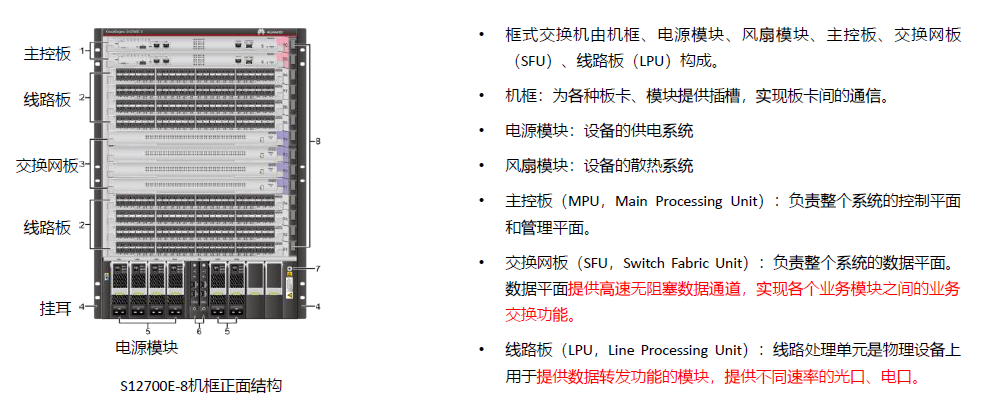 主控板
1
线路板
2
交换网板
3
线路板
2
挂耳
4
8
7
4
5
6
5
电源模块
S12700E-8机框正面结构
HUAWEI
• 框式交换机由机框、电源模块、风扇模块、主控板、交换网板
（SFU）、线路板（LPU）构成。
• 机框：为各种板卡、模块提供插槽，实现板卡间的通信。
• 电源模块：设备的供电系统
• 风扇模块：设备的散热系统
• 主控板（MPU，Main Processing Unit）：负责整个系统的控制平面
和管理平面。
• 交换网板（SFU，Switch Fabric Unit）：负责整个系统的数据平面。
数据平面提供高速无阻塞数据通道，实现各个业务模块之间的业务
交换功能。
• 线路板（LPU，Line Processing Unit）：线路处理单元是物理设备上
用于提供数据转发功能的模块，提供不同速率的光口、电口。